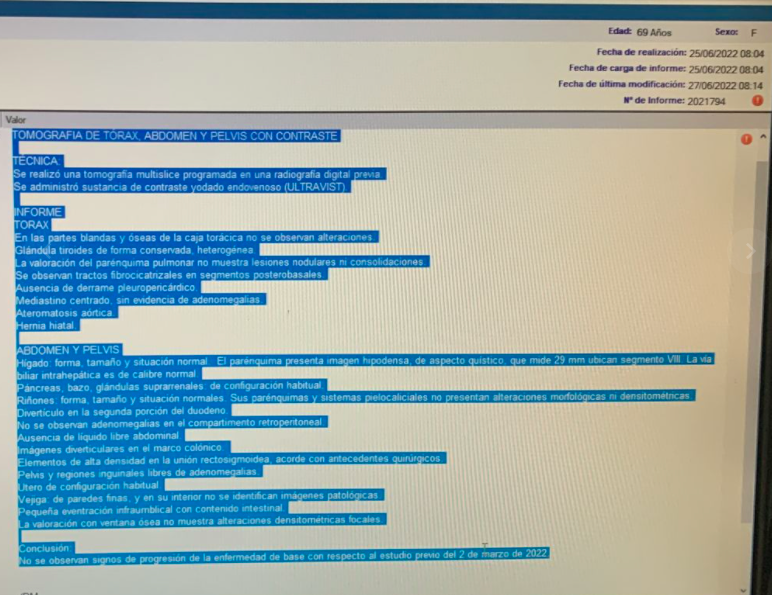 Edad: 69 Años Sexo: F
Fecha de realización: 25/06/2022 08:04
Fecha de carga de informe: 25/06/2022 08:04
Fecha de última modificación: 27/06/2022 08:14
Nº de Informe: 2021794
Valor
TOMOGRAFIA DE TÓRAX, ABDOMEN Y PELVIS CON CONTRASTE
TÉCNICA:
Se realizó una tomografía multislice programada en una radiografía digital previa.
Se administró sustancia de contraste yodado endovenoso (ULTRAVIST)
INFORME
TORAX
En las partes blandas y óseas de la caja torácica no se observan alteraciones.
Glándula tiroides de forma conservada, heterogénea.
La valoración del parénquima pulmonar no muestra lesiones nodulares ni consolidaciones.
Se observan tractos fibrocicatrizales en segmentos posterobasales.
Ausencia de derrame pleuropericárdico.
Mediastino centrado, sin evidencia de adenomegalias.
Ateromatosis aórtica.
Hernia hiatal.
ABDOMEN Y PELVIS
Hígado: forma, tamaño y situación normal. El parénquima presenta imagen hipodensa, de aspecto quístico, que mide 29 mm ubican segmento VIII. La vía
biliar intrahepática es de calibre normal.
Páncreas, bazo, glándulas suprarrenales: de configuración habitual.
Riñones: forma, tamaño y situación normales. Sus parénquimas y sistemas pielocaliciales no presentan alteraciones morfológicas ni densitométricas.
Divertículo en la segunda porción del duodeno.
No se observan adenomegalias en el compartimento retroperitoneal.
Ausencia de líquido libre abdominal.
Imágenes diverticulares en el marco colónico.
Elementos de alta densidad en la unión rectosigmoidea, acorde con antecedentes quirúrgicos.
Pelvis y regiones inguinales libres de adenomegalias.
Útero de configuración habitual.
Vejiga: de paredes finas, y en su interior no se identifican imágenes patológicas.
Pequeña eventración infraumblical con contenido intestinal.
La valoración con ventana ósea no muestra alteraciones densitométricas focales.
Conclusión:
No se observan signos de progresión de la enfermedad de base con respecto al estudio previo del 2 de marzo de 2022